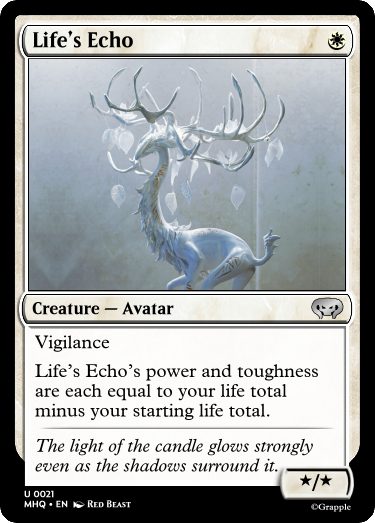 Life's Echo
Creature — Avatar
Vigilance
Life's Echo's power and toughness
are each equal to your life total
minus your starting life total.
The light of the candle glows strongly
even as the shadows surround it.
★/★
U 0021
MHQ • EN Red Beast
©Grapple